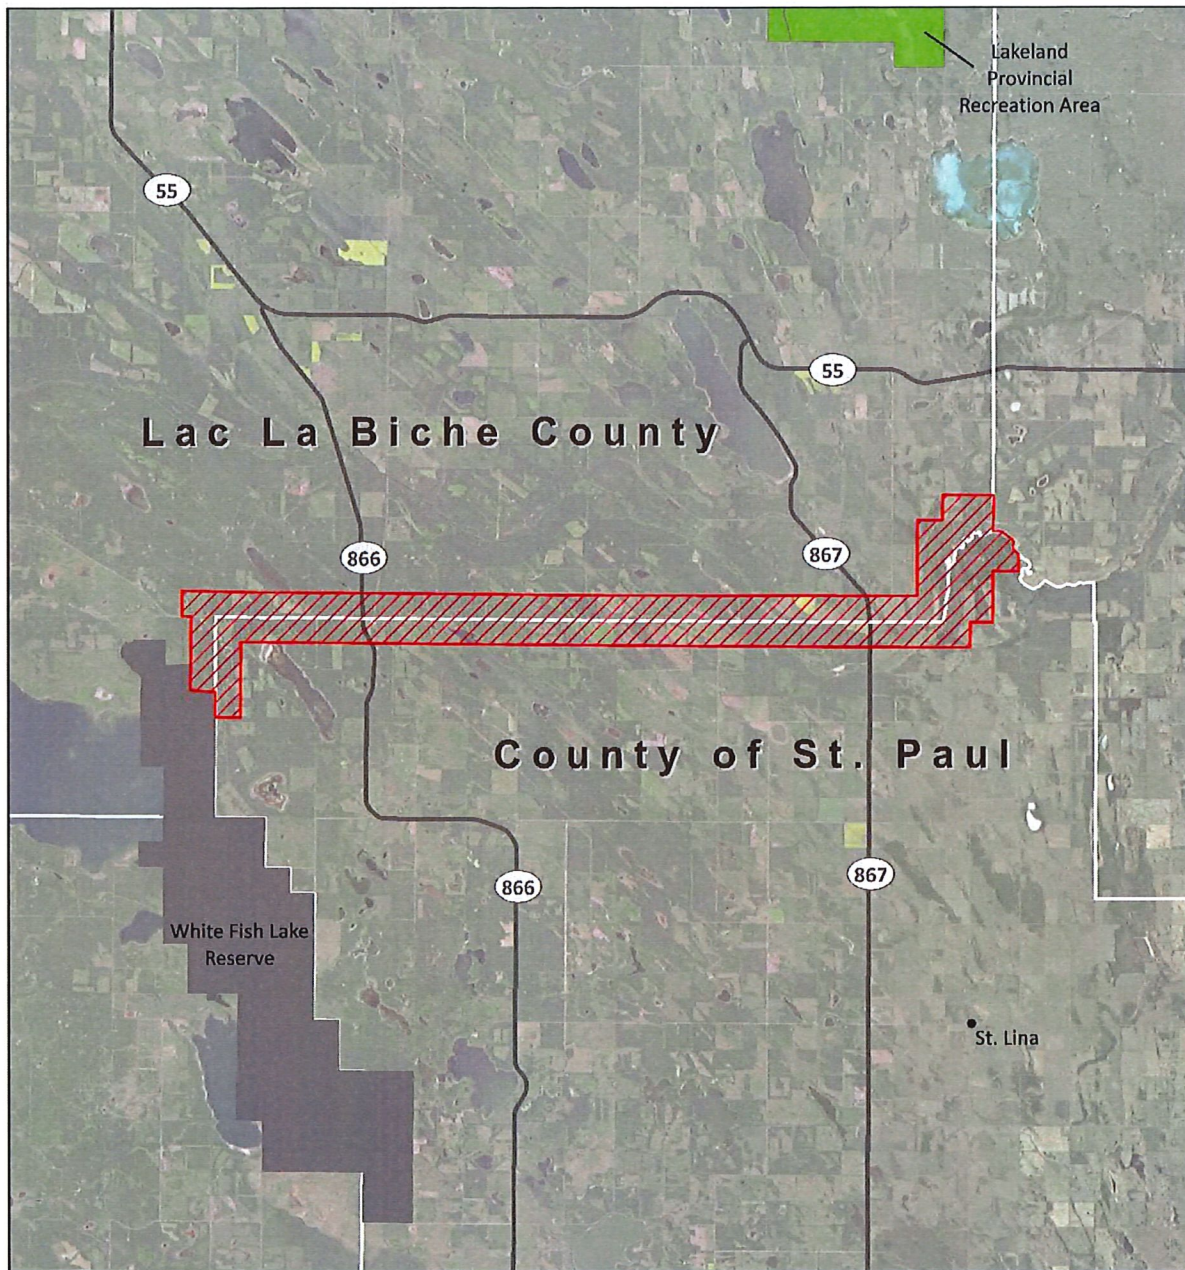 Lakeland
Provincial
Recreation Area
55
55
Lac La Biche County
866
867
County of St. Paul
866
867
White Fish Lake
Reserve
St. Lina